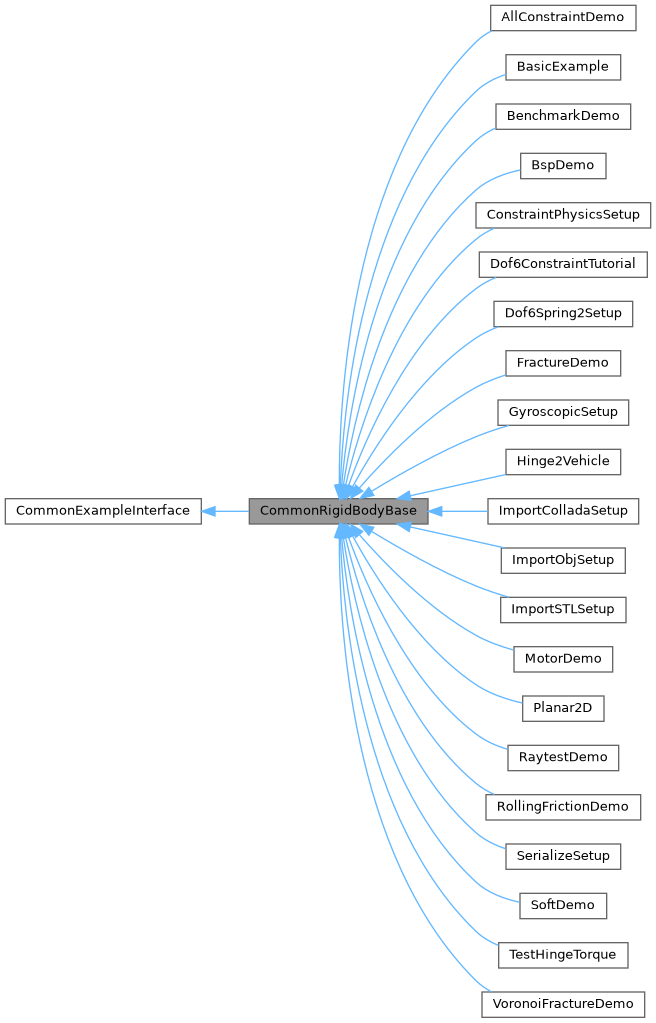 AllConstraintDemo
BasicExample
BenchmarkDemo
BspDemo
ConstraintPhysicsSetup
Dof6ConstraintTutorial
Dof6Spring2Setup
FractureDemo
GyroscopicSetup
Hinge2Vehicle
CommonExampleInterface
CommonRigidBodyBase
ImportColladaSetup
ImportObjSetup
ImportSTLSetup
MotorDemo
Planar2D
RaytestDemo
RollingFrictionDemo
SerializeSetup
SoftDemo
TestHingeTorque
VoronoiFractureDemo